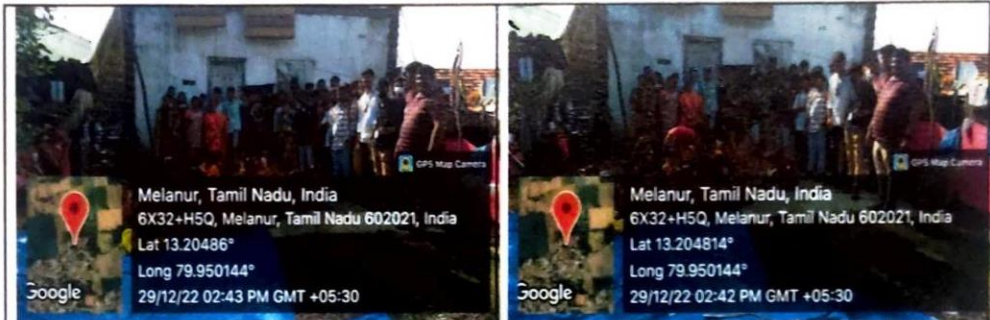 GPS Map Camera
Melanur, Tamil Nadu, India
6X32+H5Q, Melanur, Tamil Nadu 602021, India
Lat 13.20486°
Long 79.950144°
29/12/22 02:43 PM GMT +05:30
Google
GPS Map Camera
Melanur, Tamil Nadu, India
6X32+H5Q, Melanur, Tamil Nadu 602021, India
Lat 13.204814°
Long 79.950144°
29/12/22 02:42 PM GMT +05:30
Google